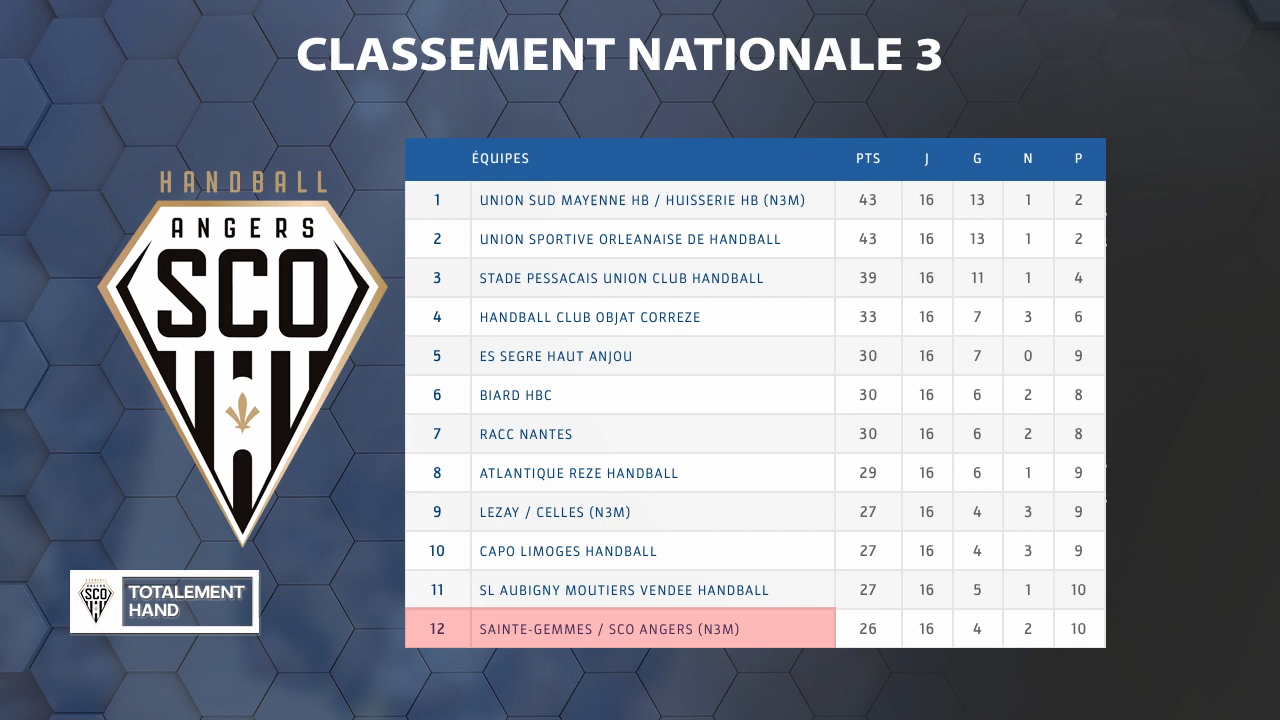 CLASSEMENT NATIONALE 3
HANDBALL
ANGERS
SCO
TOTALEMENT
HAND
ÉQUIPES PTS J G N P
1 UNION SUD MAYENNE HB / HUISSERIE HB (N3M) 43 16 13 1 2
2 UNION SPORTIVE ORLEANAISE DE HANDBALL 43 16 13 1 2
3 STADE PESSACAIS UNION CLUB HANDBALL 39 16 11 1 4
4 HANDBALL CLUB OBJAT CORREZE 33 16 7 3 6
5 ES SEGRE HAUT ANJOU 30 16 7 0 9
6 BIARD HBC 30 16 6 2 8
7 RACC NANTES 30 16 6 2 8
8 ATLANTIQUE REZE HANDBALL 29 16 6 1 9
9 LEZAY / CELLES (N3M) 27 16 4 3 9
10 CAPO LIMOGES HANDBALL 27 16 4 3 9
11 SL AUBIGNY MOUTIERS VENDEE HANDBALL 27 16 5 1 10
12 SAINTE-GEMMES / SCO ANGERS (N3M) 26 16 4 2 10